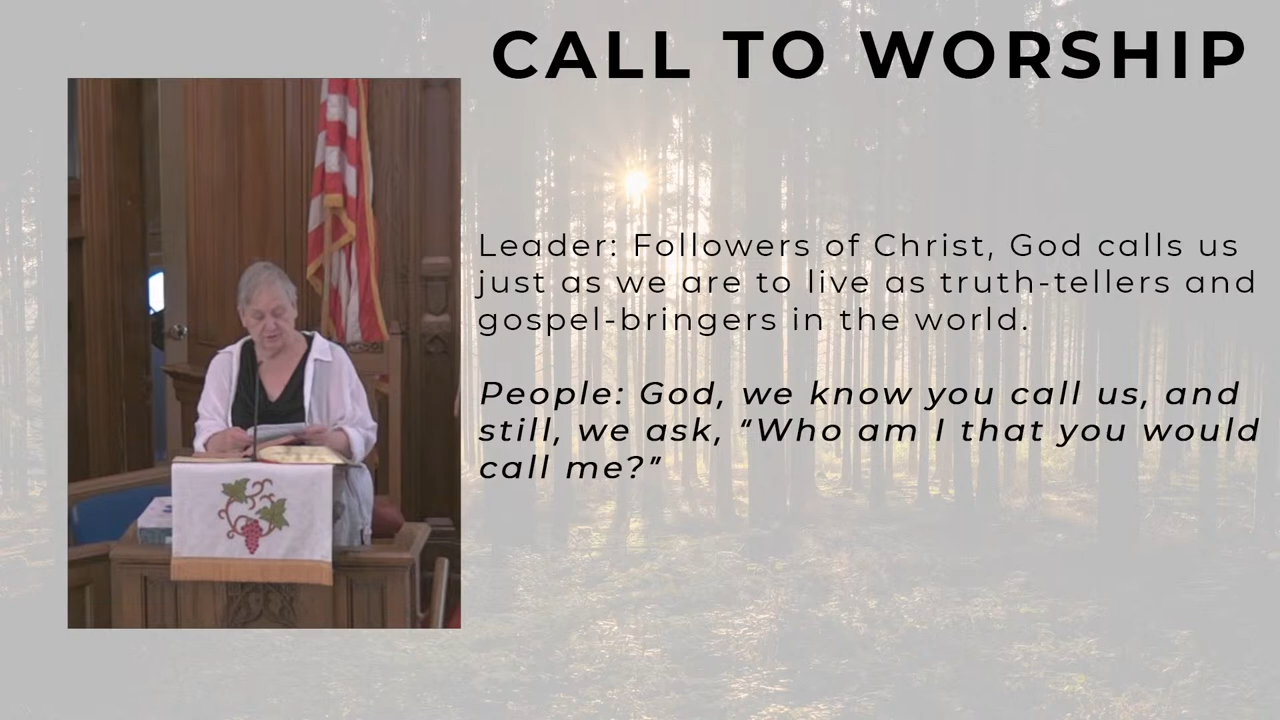 CALL TO WORSHIP
Leader: Followers of Christ, God calls us
just as we are to live as truth-tellers and
gospel-bringers in the world.
People: God, we know you call us, and
still, we ask, “Who am I that you would
call me?”